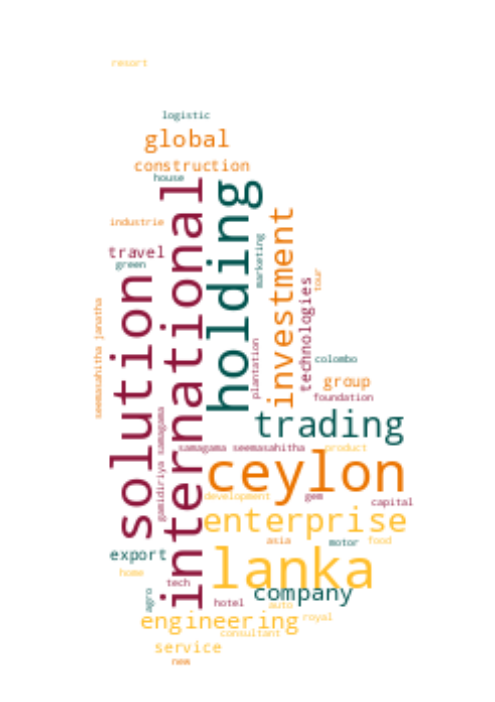 resort
logistic
global
construction
house
international
holding
industrie
investment
marketing
travel
green
tour
solution
technologies
seemasahitha janatha
plantation
colombo
group
foundation
trading
gamidiriya samagama
samagama seemasahitha
product
ceylon
development
gem
capital
enterprise
asia
motor
food
export
lanka
home
tech
agro
company
hotel
auto
engineering
royal
consultant
service
new